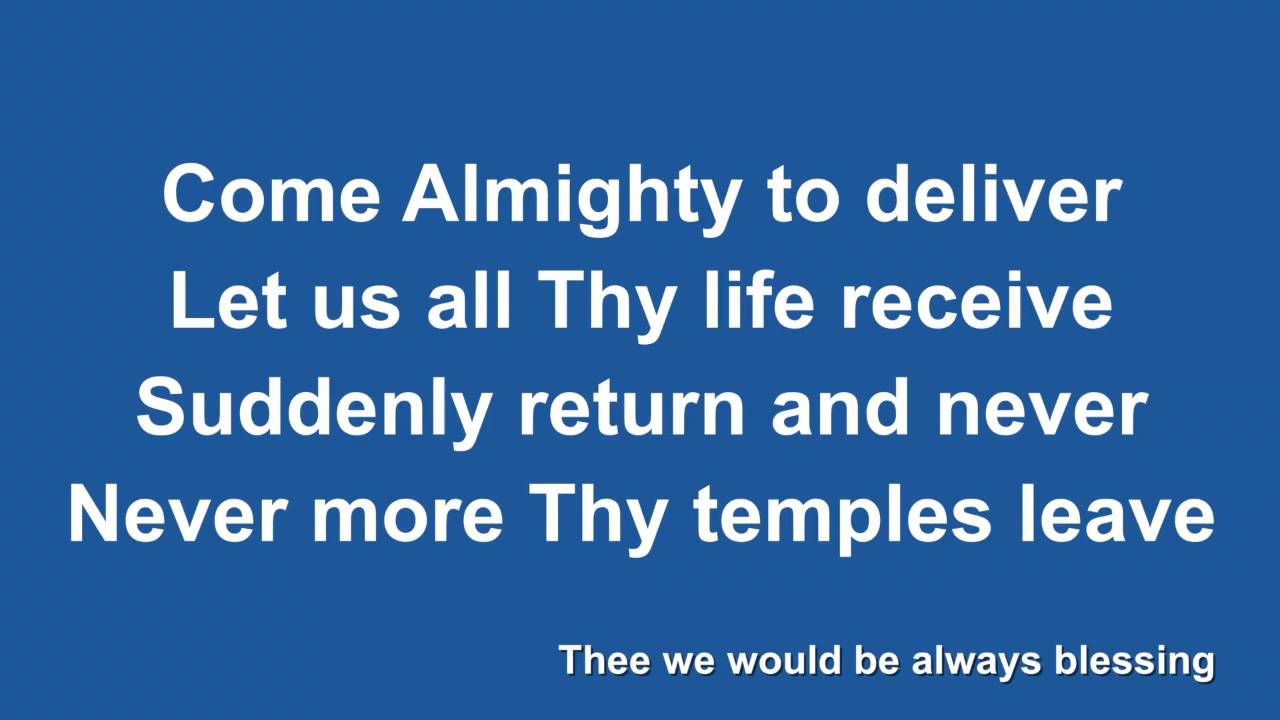 Come Almighty to deliver
Let us all Thy life receive
Suddenly return and never
Never more Thy temples leave
Thee we would be always blessing